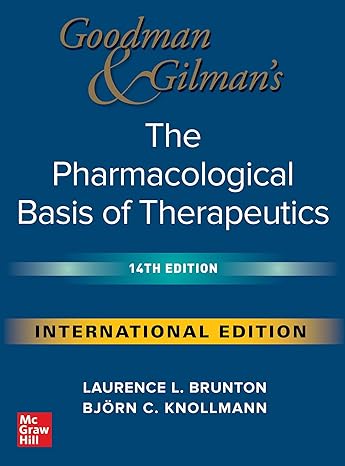 Goodman
& Gilman's
The
Pharmacological
Basis of Therapeutics
14TH EDITION
INTERNATIONAL EDITION
LAURENCE L. BRUNTON
BJÖRN C. KNOLLMANN
Mc
Graw
Hill